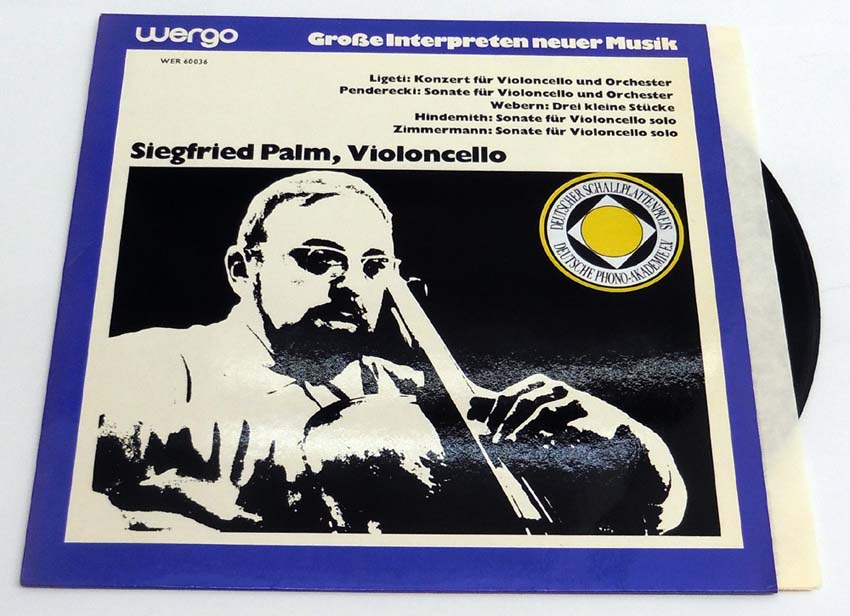 wergo
Große Interpreten neuer Musik
WER 60036
Ligeti: Konzert für Violoncello und Orchester
Penderecki: Sonate für Violoncello und Orchester
Webern: Drei kleine Stücke
Hindemith: Sonate für Violoncello solo
Zimmermann: Sonate für Violoncello solo
Siegfried Palm, Violoncello
DEUTSCHER SCHALLPLATTENPREIS
DEUTSCHE PHONO-AKADEMIE E.V.